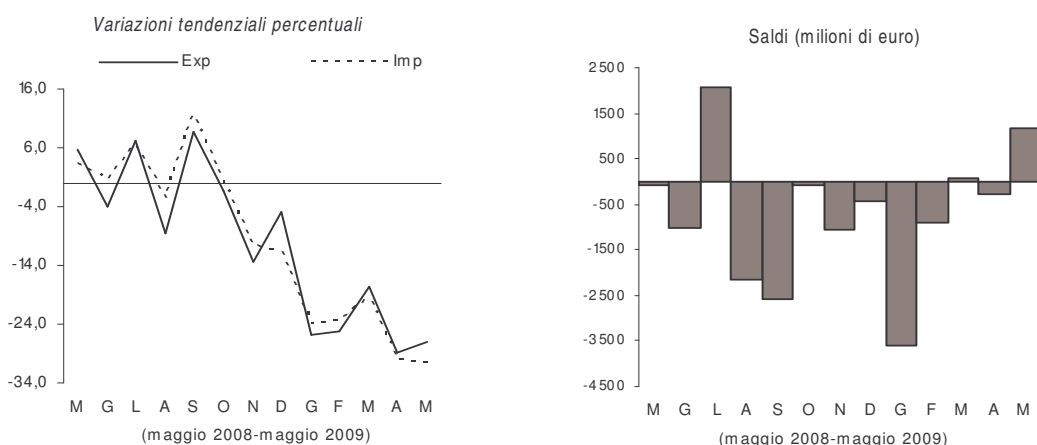 Variazioni tendenziali percentuali
Exp
Imp
16,0
6,0
-4,0
-14,0
-24,0
-34,0
M G L A S O N D G F M A M
(maggio 2008-maggio 2009)
Saldi (milioni di euro)
2500
1500
500
-500
-1500
-2500
-3500
-4500
M G L A S O N D G F M A M
(maggio 2008-maggio 2009)